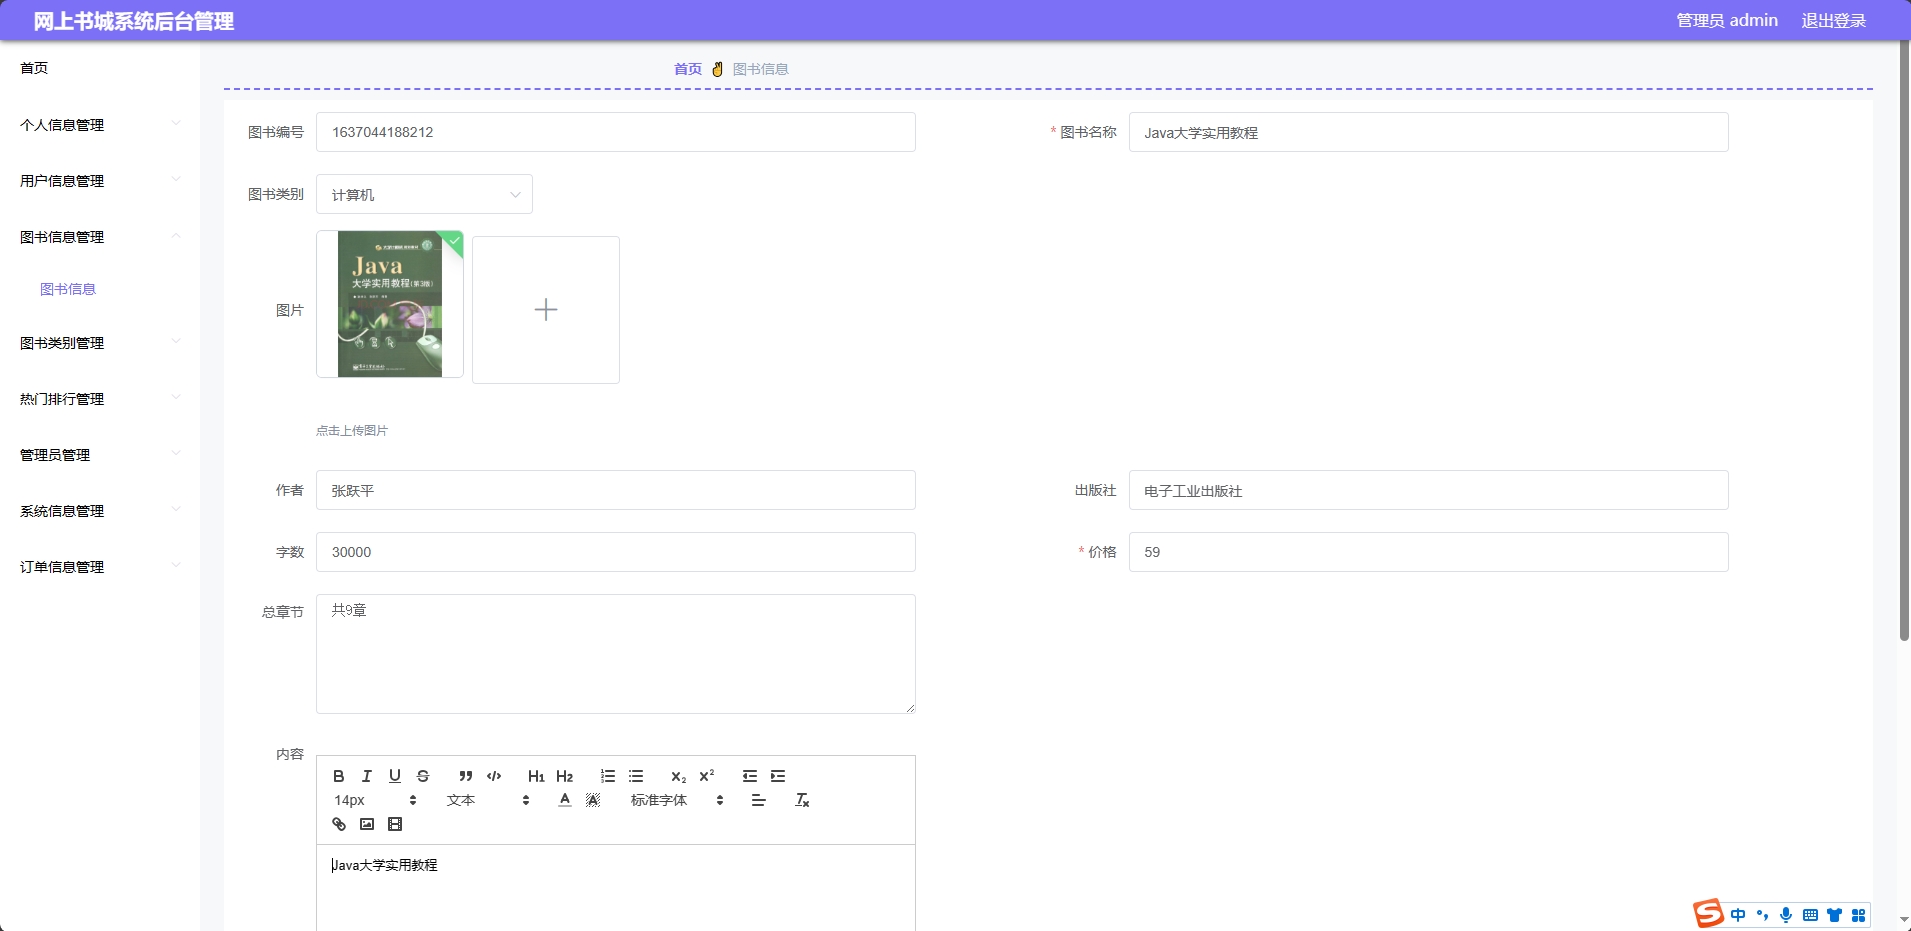 网上书城系统后台管理
管理员 admin 退出登录
首页
个人信息管理
用户信息管理
图书信息管理
图书信息
图书类别管理
热门排行管理
管理员管理
系统信息管理
订单信息管理
首页 图书信息
图书编号 1637044188212
* 图书名称 Java大学实用教程
图书类别 计算机
图片
Java
大学实用教程(第3版)
点击上传图片
作者 张跃平
出版社 电子工业出版社
字数 30000
* 价格 59
总章节 共9章
内容
B I U S H1 H2 X2 X2
14px 文本 A A 标准字体 Tx
Java大学实用教程
S 中